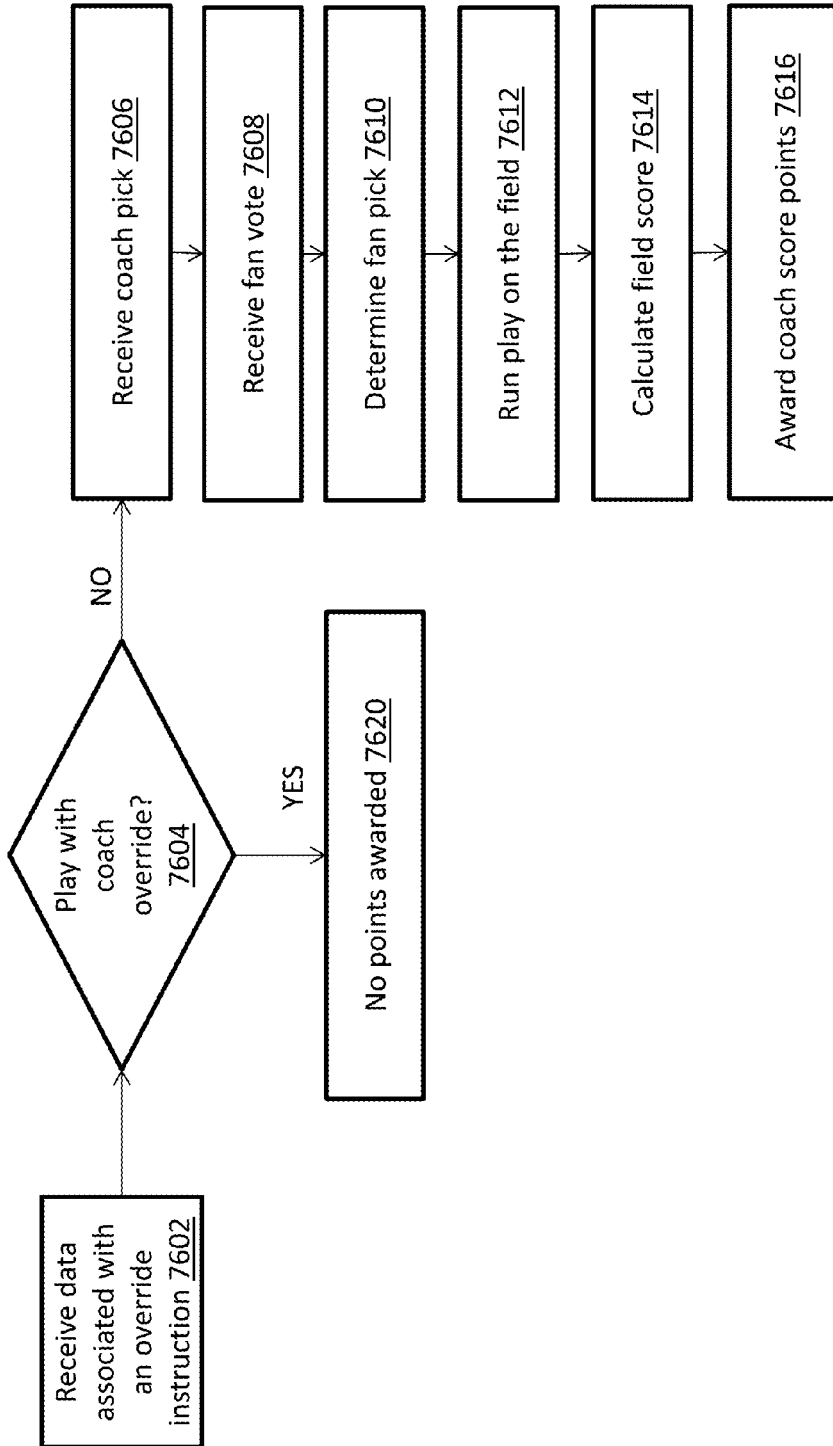 Receive data
associated with
an override
instruction 7602
Play with
coach
override?
7604
NO
YES
No points awarded 7620
Receive coach pick 7606
Receive fan vote 7608
Determine fan pick 7610
Run play on the field 7612
Calculate field score 7614
Award coach score points 7616